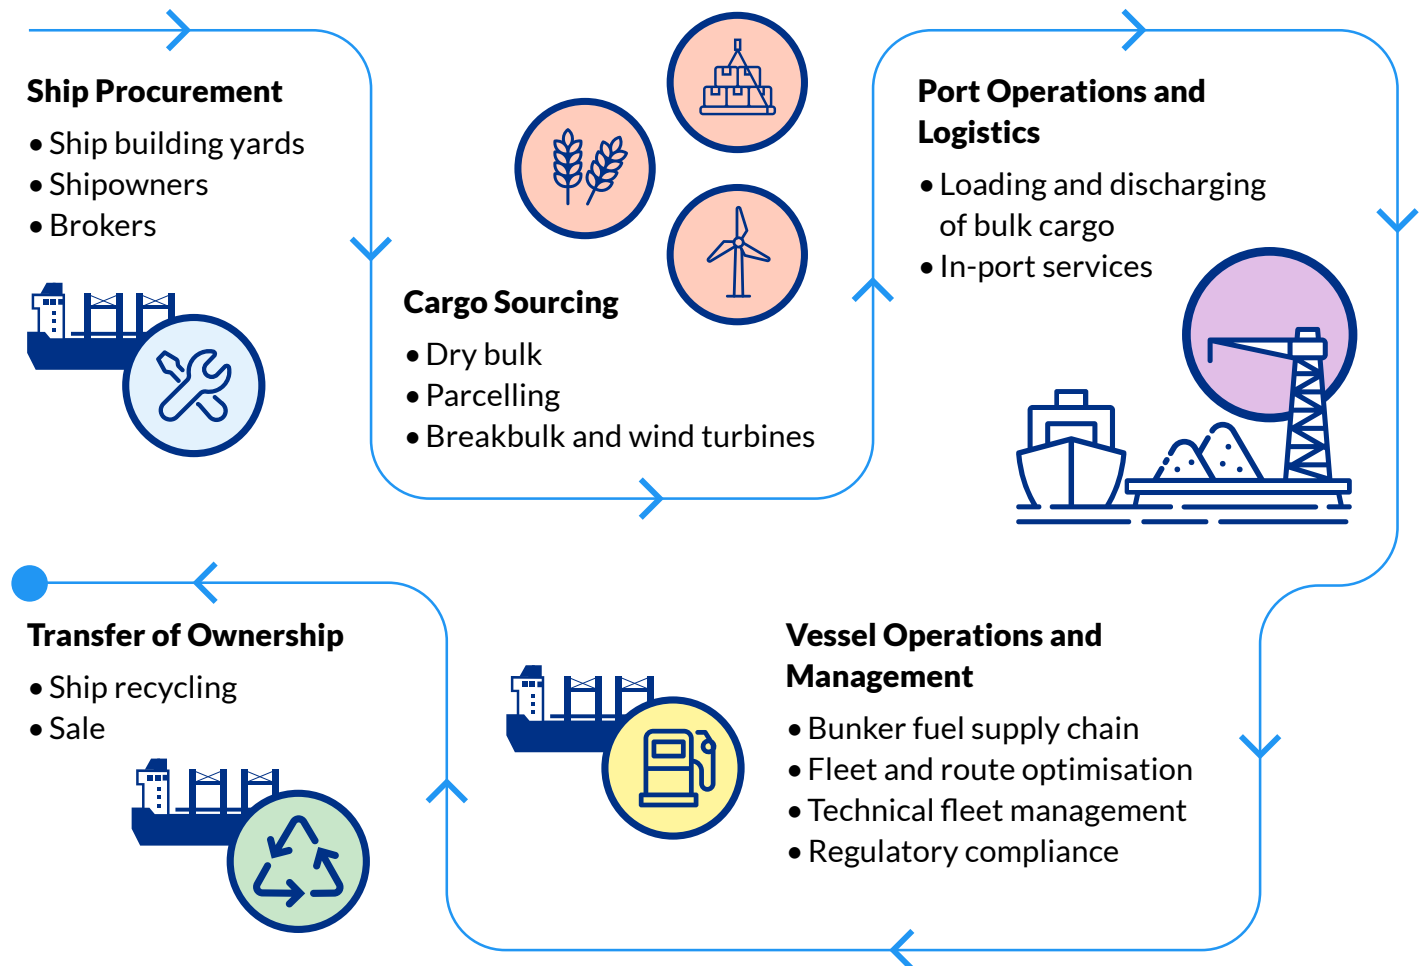 Ship Procurement
• Ship building yards
• Shipowners
• Brokers
Cargo Sourcing
• Dry bulk
• Parcelling
• Breakbulk and wind turbines
Port Operations and
Logistics
• Loading and discharging
of bulk cargo
• In-port services
Vessel Operations and
Management
• Bunker fuel supply chain
• Fleet and route optimisation
• Technical fleet management
• Regulatory compliance
Transfer of Ownership
• Ship recycling
• Sale